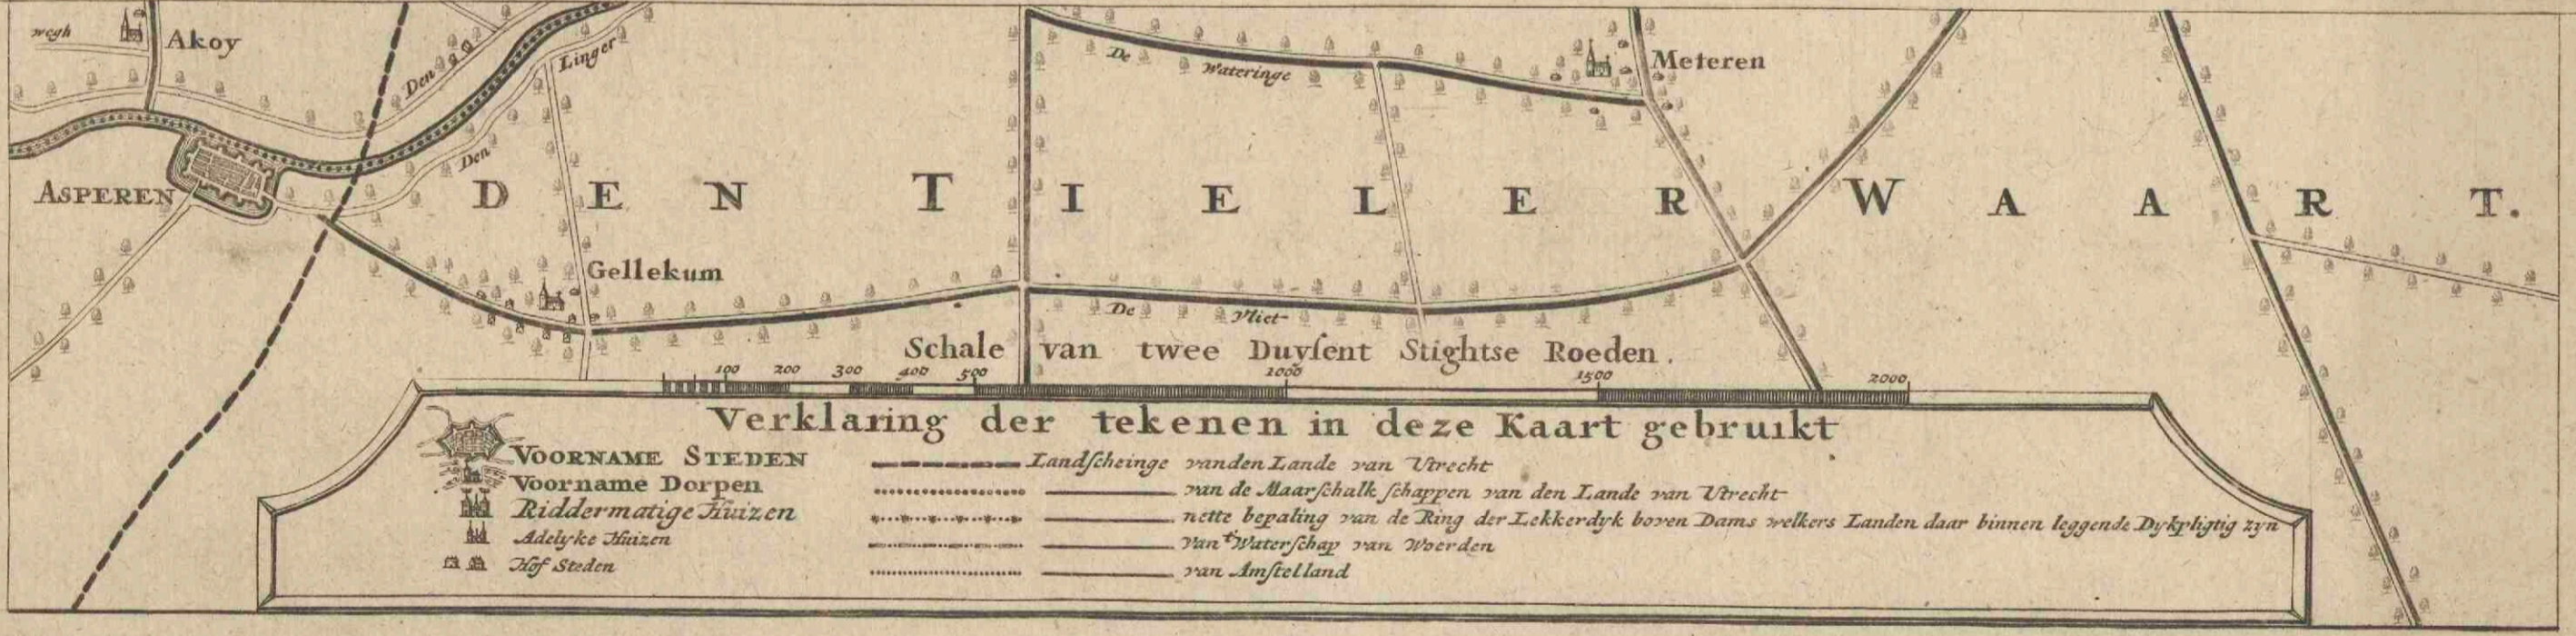 wegh
Akoy
Den
Linger
Den
De Wateringe
Meteren
ASPEREN
DEN TIELER WAART.
Gellekum
De Vliet
Schale van twee Duyſent Stightse Roeden.
100 200 300 400 500 1000 1500 2000
Verklaring der tekenen in deze Kaart gebruıkt
VOORNAME STEDEN
Voorname Dorpen
Riddermatige Huizen
Adelyke Huizen
Hof Steden
Landſcheinge vanden Lande van Utrecht
van de Maarſchalk ſchappen van den Lande van Utrecht
nette bepaling van de Ring der Lekkerdyk boven Dams welkers Landen daar binnen leggende Dykpligtig zyn
van t Waterſchap van Woerden
van Amſtelland